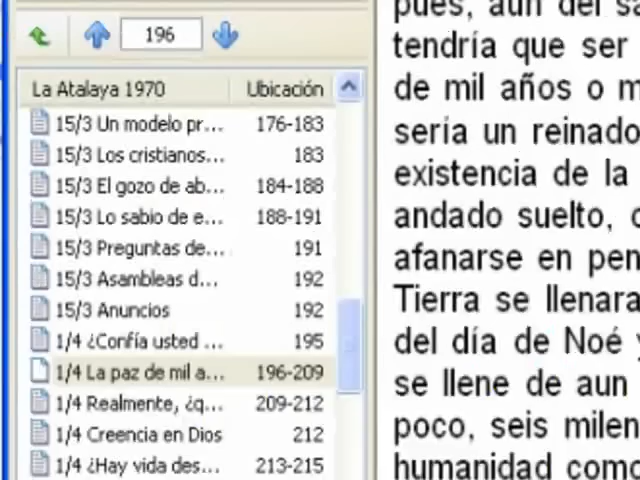 196
La Atalaya 1970 Ubicación
15/3 Un modelo pr... 176-183
15/3 Los cristianos... 183
15/3 El gozo de ab... 184-188
15/3 Lo sabio de e... 188-191
15/3 Preguntas de... 191
15/3 Asambleas d... 192
15/3 Anuncios 192
1/4 ¿Confía usted ... 195
1/4 La paz de mil a... 196-209
1/4 Realmente, ¿q... 209-212
1/4 Creencia en Dios 212
1/4 ¿Hay vida des... 213-215
pues, aun del sa
tendría que ser
de mil años o m
sería un reinado
existencia de la
andado suelto, c
afanarse en pen
Tierra se llenara
del día de Noé y
se llene de aun
poco, seis milen
humanidad como